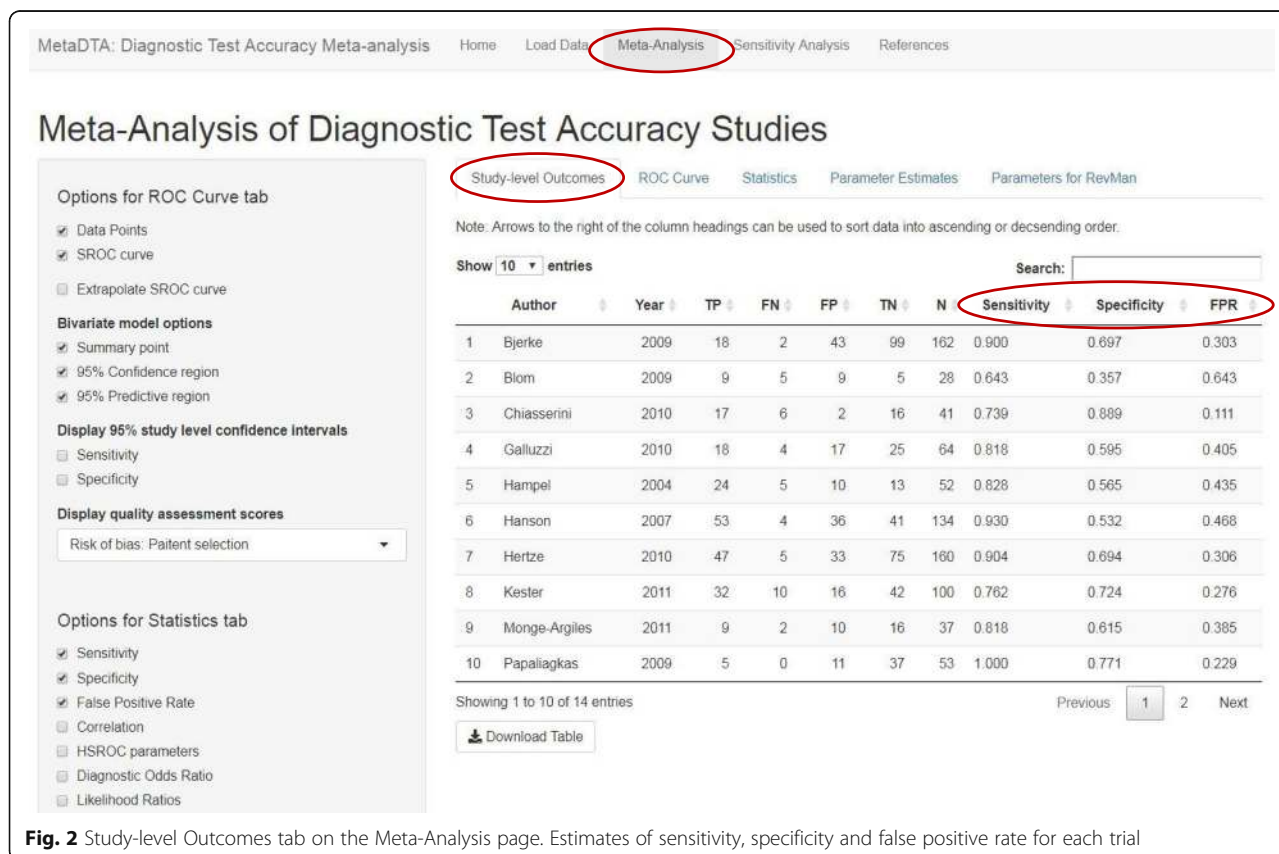 MetaDTA: Diagnostic Test Accuracy Meta-analysis Home Load Data Meta-Analysis Sensitivity Analysis References
Meta-Analysis of Diagnostic Test Accuracy Studies
Options for ROC Curve tab
Data Points
SROC curve
Extrapolate SROC curve
Bivariate model options
Summary point
95% Confidence region
95% Predictive region
Display 95% study level confidence intervals
Sensitivity
Specificity
Display quality assessment scores
Risk of bias: Paitent selection
Options for Statistics tab
Sensitivity
Specificity
False Positive Rate
Correlation
HSROC parameters
Diagnostic Odds Ratio
Likelihood Ratios
Study-level Outcomes ROC Curve Statistics Parameter Estimates Parameters for RevMan
Note: Arrows to the right of the column headings can be used to sort data into ascending or decsending order.
Show 10 entries Search:
Author Year TP FN FP TN N Sensitivity Specificity FPR
1 Bjerke 2009 18 2 43 99 162 0.900 0.697 0.303
2 Blom 2009 9 5 9 5 28 0.643 0.357 0.643
3 Chiasserini 2010 17 6 2 16 41 0.739 0.889 0.111
4 Galluzzi 2010 18 4 17 25 64 0.818 0.595 0.405
5 Hampel 2004 24 5 10 13 52 0.828 0.565 0.435
6 Hanson 2007 53 4 36 41 134 0.930 0.532 0.468
7 Hertze 2010 47 5 33 75 160 0.904 0.694 0.306
8 Kester 2011 32 10 16 42 100 0.762 0.724 0.276
9 Monge-Argiles 2011 9 2 10 16 37 0.818 0.615 0.385
10 Papaliagkas 2009 5 0 11 37 53 1.000 0.771 0.229
Showing 1 to 10 of 14 entries Previous 1 2 Next
Download Table
Fig. 2 Study-level Outcomes tab on the Meta-Analysis page. Estimates of sensitivity, specificity and false positive rate for each trial